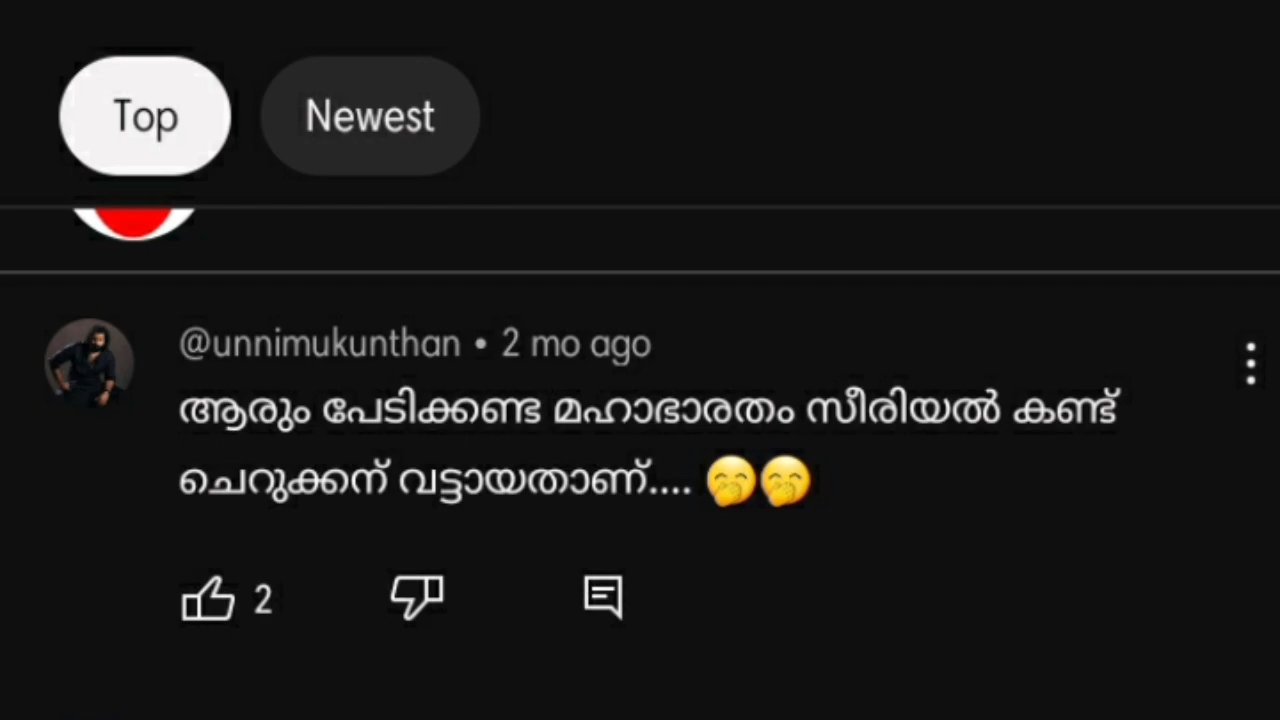 Top
Newest
@unnimukunthan • 2 mo ago
ആരും പേടിക്കണ്ട മഹാഭാരതം സീരിയൽ കണ്ട്
ചെറുക്കന് വട്ടായതാണ്.... 🤭🤭
2